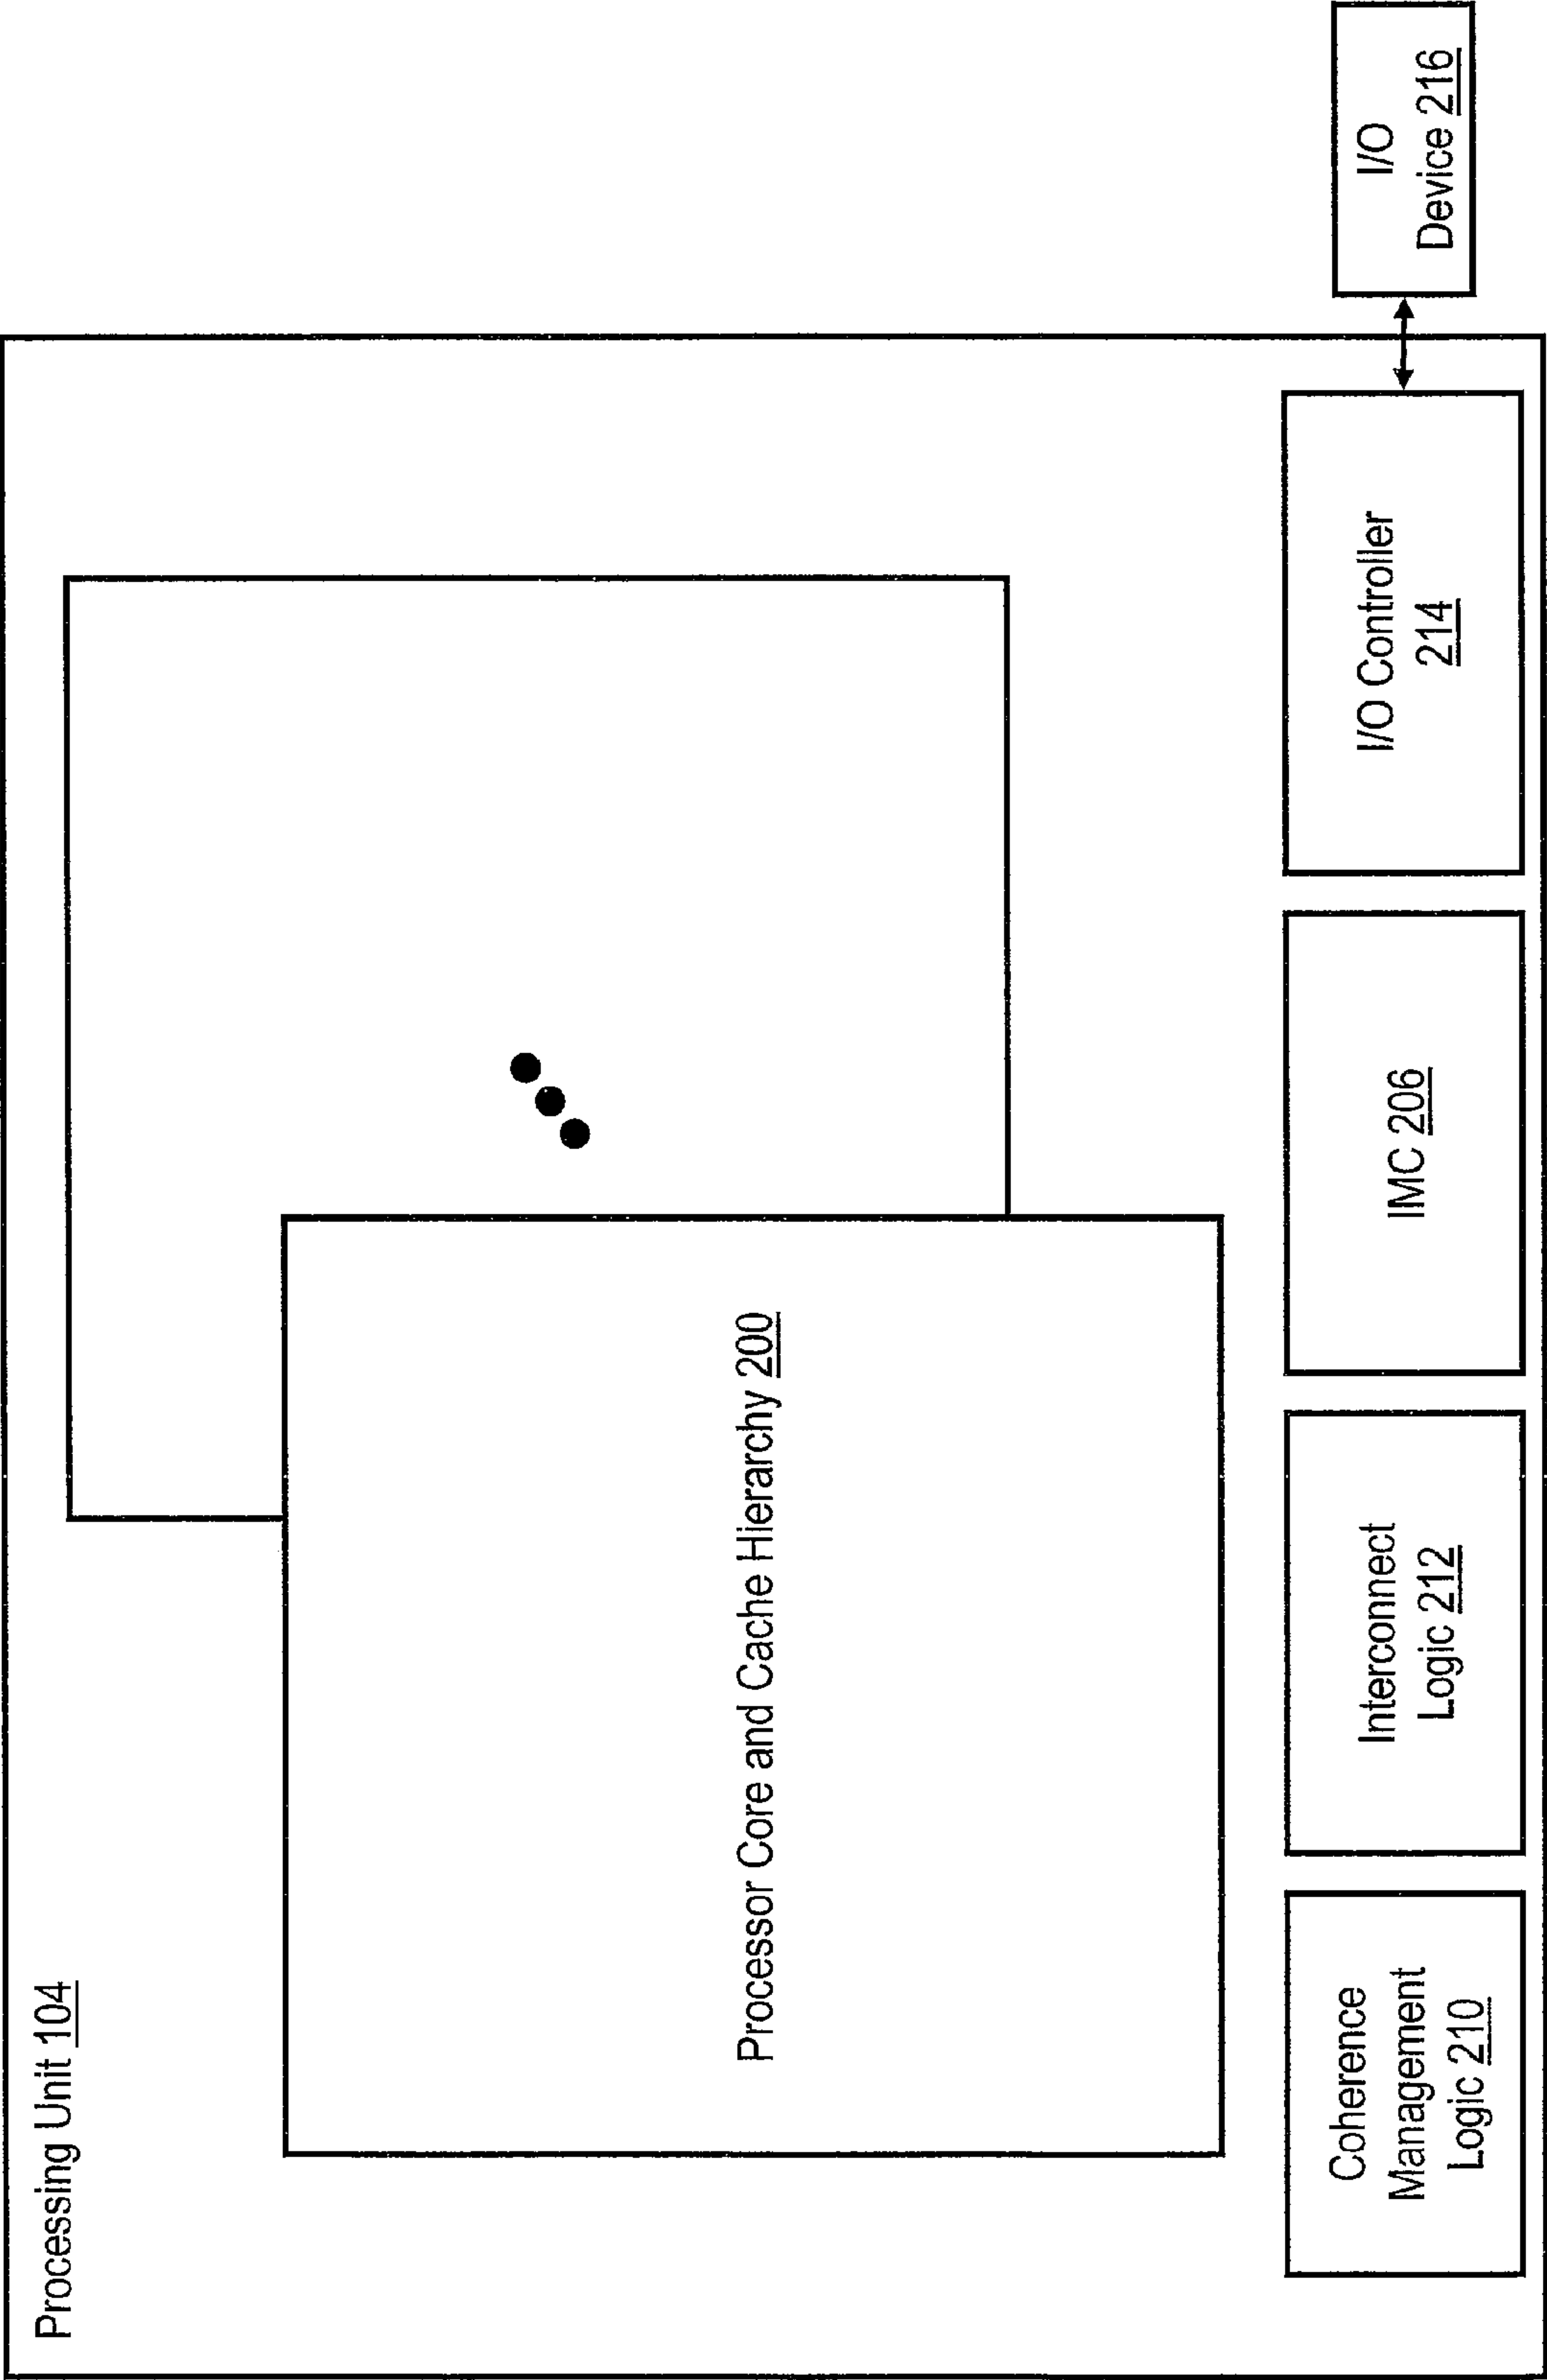 Processing Unit 104
Processor Core and Cache Hierarchy 200
Coherence
Management
Logic 210
Interconnect
Logic 212
IMC 206
I/O Controller
214
I/O
Device 216